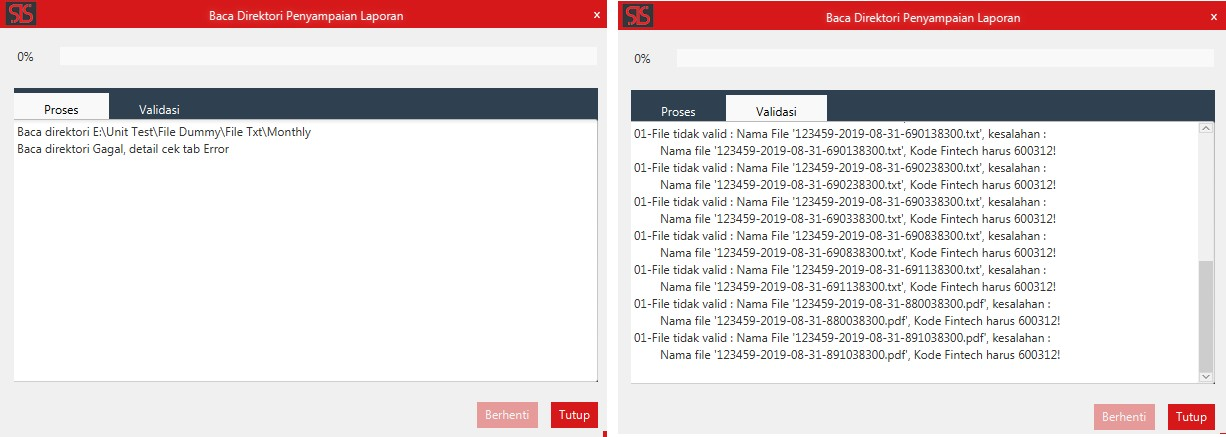 SLS
Baca Direktori Penyampaian Laporan
x
0%
Proses
Validasi
Baca direktori E:\Unit Test\File Dummy\File Txt\Monthly
Baca direktori Gagal, detail cek tab Error
Berhenti
Tutup
SLS
Baca Direktori Penyampaian Laporan
x
0%
Proses
Validasi
01-File tidak valid : Nama File '123459-2019-08-31-690138300.txt', kesalahan :
Nama file '123459-2019-08-31-690138300.txt', Kode Fintech harus 600312!
01-File tidak valid : Nama File '123459-2019-08-31-690238300.txt', kesalahan :
Nama file '123459-2019-08-31-690238300.txt', Kode Fintech harus 600312!
01-File tidak valid : Nama File '123459-2019-08-31-690338300.txt', kesalahan :
Nama file '123459-2019-08-31-690338300.txt', Kode Fintech harus 600312!
01-File tidak valid : Nama File '123459-2019-08-31-690838300.txt', kesalahan :
Nama file '123459-2019-08-31-690838300.txt', Kode Fintech harus 600312!
01-File tidak valid : Nama File '123459-2019-08-31-691138300.txt', kesalahan :
Nama file '123459-2019-08-31-691138300.txt', Kode Fintech harus 600312!
01-File tidak valid : Nama File '123459-2019-08-31-880038300.pdf', kesalahan :
Nama file '123459-2019-08-31-880038300.pdf', Kode Fintech harus 600312!
01-File tidak valid : Nama File '123459-2019-08-31-891038300.pdf', kesalahan :
Nama file '123459-2019-08-31-891038300.pdf', Kode Fintech harus 600312!
Berhenti
Tutup